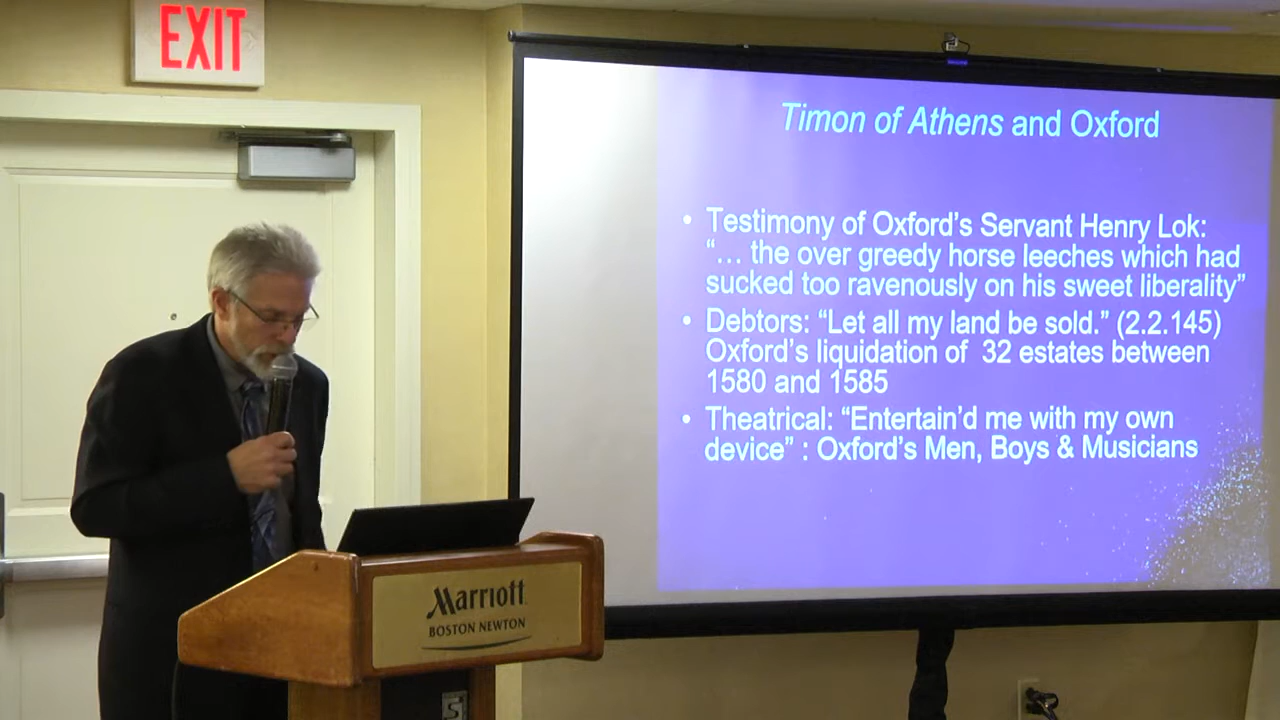 EXIT
Timon of Athens and Oxford
• Testimony of Oxford's Servant Henry Lok:
“… the over greedy horse leeches which had
sucked too ravenously on his sweet liberality”
• Debtors: “Let all my land be sold.” (2.2.145)
Oxford's liquidation of 32 estates between
1580 and 1585
• Theatrical: “Entertain'd me with my own
device” : Oxford's Men, Boys & Musicians
Marriott
BOSTON NEWTON